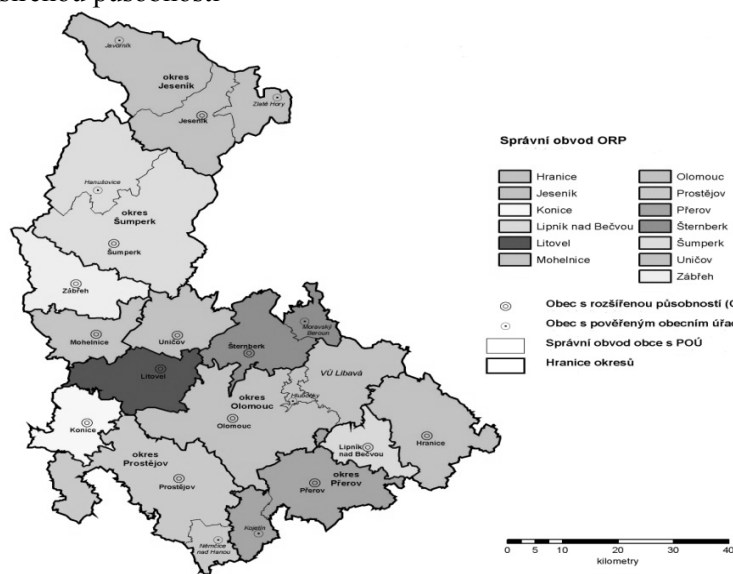 šířenou působností
Javorník
okres
Jeseník
Zlaté Hory
Jeseník
Hanušovice
okres
Šumperk
Šumperk
Zábřeh
Mohelnice
Uničov
Šternberk
Moravský
Beroun
Litovel
VÚ Libavá
okres
Olomouc
Hlubočky
Olomouc
Konice
Lipník
nad Bečvou
Hranice
okres
Prostějov
Prostějov
okres
Přerov
Přerov
Kojetín
Němčice
nad Hanou
Správní obvod ORP
Hranice
Jeseník
Konice
Lipník nad Bečvou
Litovel
Mohelnice
Olomouc
Prostějov
Přerov
Šternberk
Šumperk
Uničov
Zábřeh
Obec s rozšířenou působností (
Obec s pověřeným obecním úřa
Správní obvod obce s POÚ
Hranice okresů
0 5 10 20 30 40
kilometry